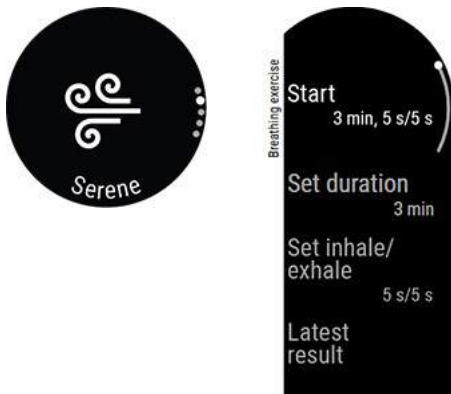 Serene
Breathing exercise
Start
3 min, 5 s/5 s
Set duration
3 min
Set inhale/
exhale
5 s/5 s
Latest
result